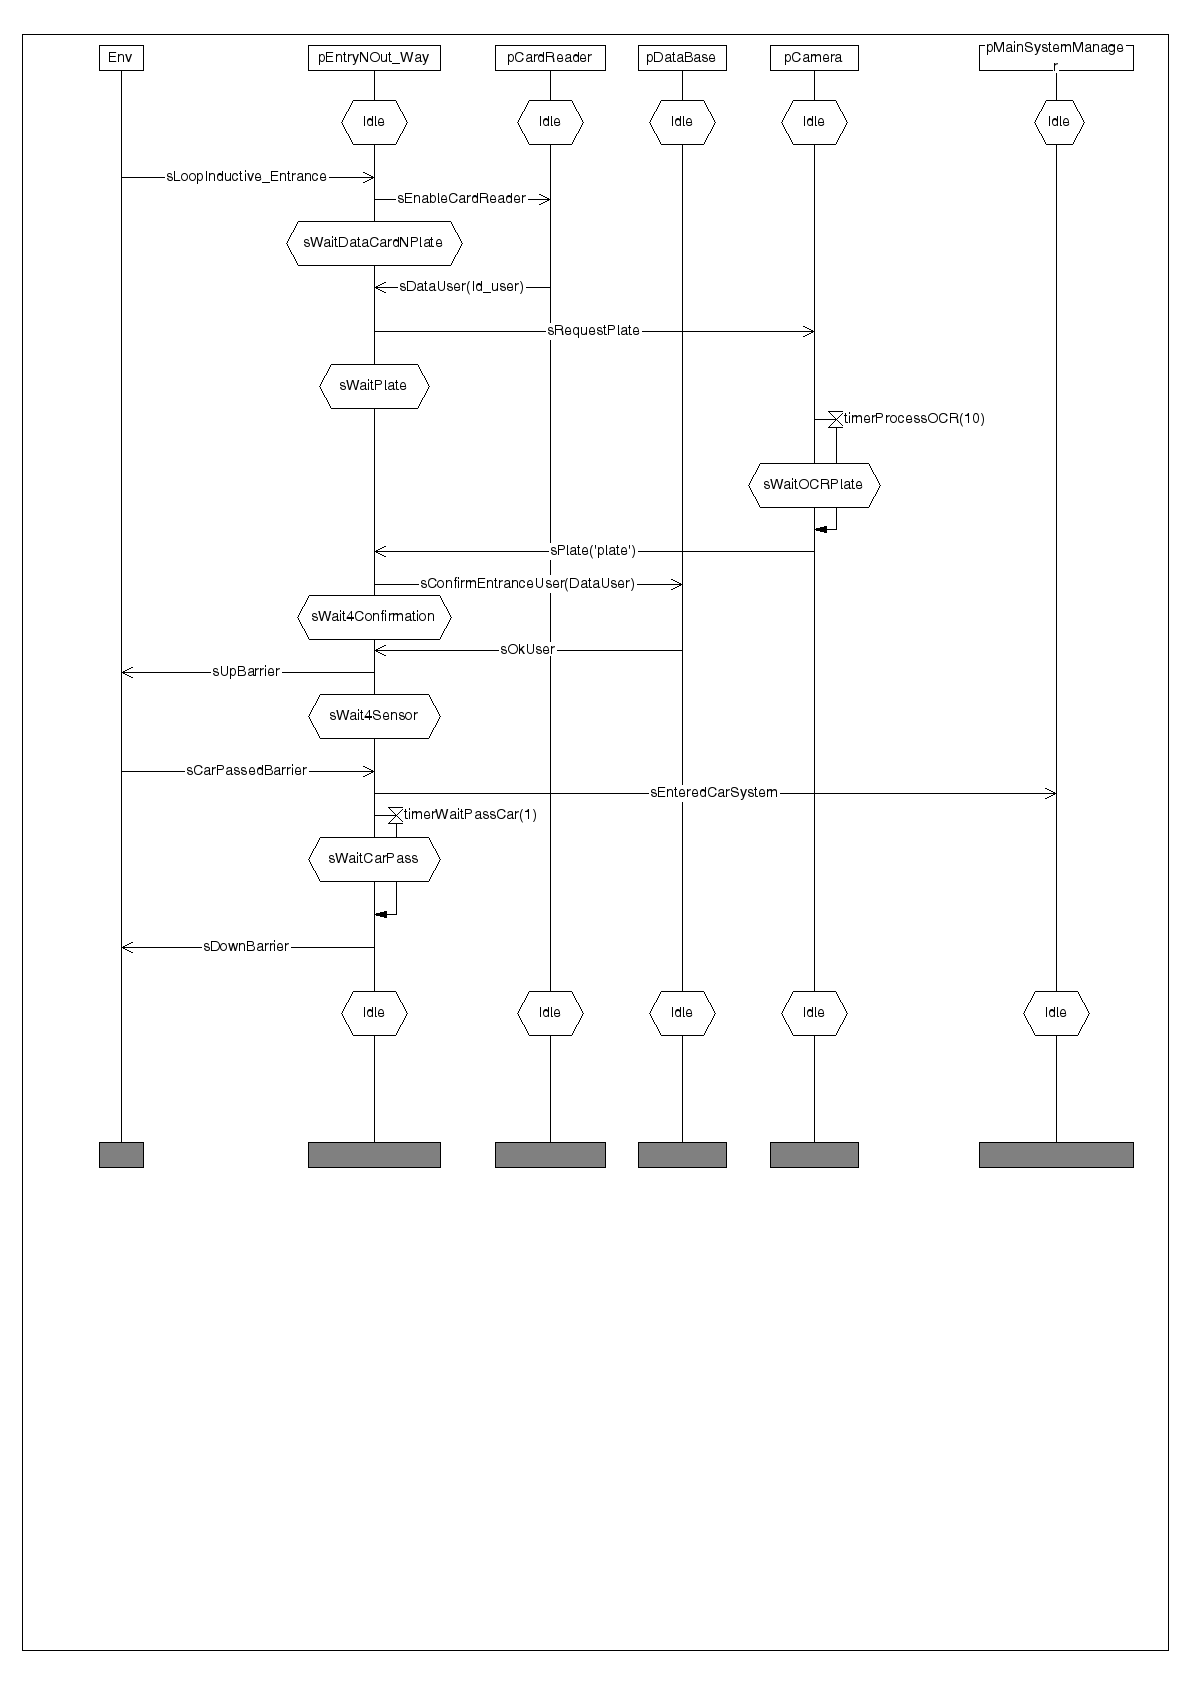 Env
pEntryNOut_Way
pCardReader
pDataBase
pCamera
pMainSystemManage
r
Idle
Idle
Idle
Idle
Idle
sLoopInductive_Entrance
sEnableCardReader
sWaitDataCardNPlate
sDataUser(Id_user)
sRequestPlate
sWaitPlate
timerProcessOCR(10)
sWaitOCRPlate
sPlate('plate')
sConfirmEntranceUser(DataUser)
sWait4Confirmation
sOkUser
sUpBarrier
sWait4Sensor
sCarPassedBarrier
sEnteredCarSystem
timerWaitPassCar(1)
sWaitCarPass
sDownBarrier
Idle
Idle
Idle
Idle
Idle